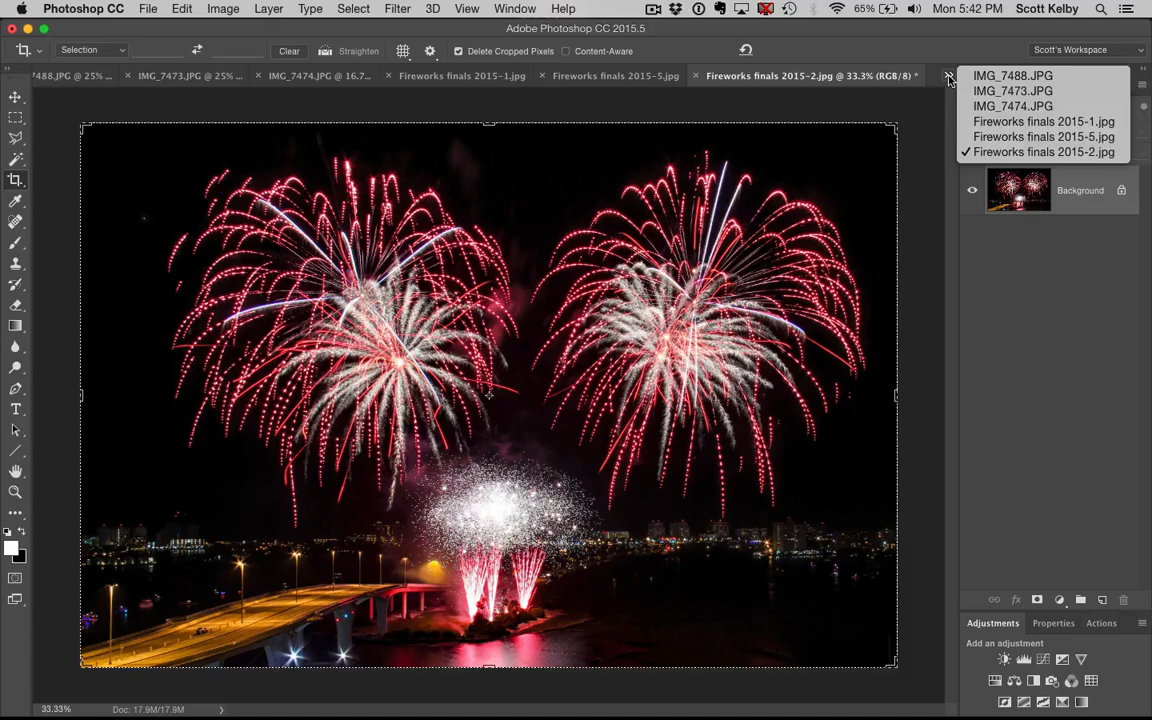 Photoshop CC File Edit Image Layer Type Select Filter 3D View Window Help 65% Mon 5:42 PM Scott Kelby
Adobe Photoshop CC 2015.5
Selection Clear Straighten Delete Cropped Pixels Content-Aware Scott's Workspace
7488.JPG @ 25% ... IMG_7473.JPG @ 25% ... IMG_7474.JPG @ 16.7... Fireworks finals 2015-1.jpg Fireworks finals 2015-5.jpg Fireworks finals 2015-2.jpg @ 33.3% (RGB/8) *
IMG_7488.JPG
IMG_7473.JPG
IMG_7474.JPG
Fireworks finals 2015-1.jpg
Fireworks finals 2015-5.jpg
Fireworks finals 2015-2.jpg
Background
fx
Adjustments Properties Actions
Add an adjustment
33.33% Doc: 17.9M/17.9M